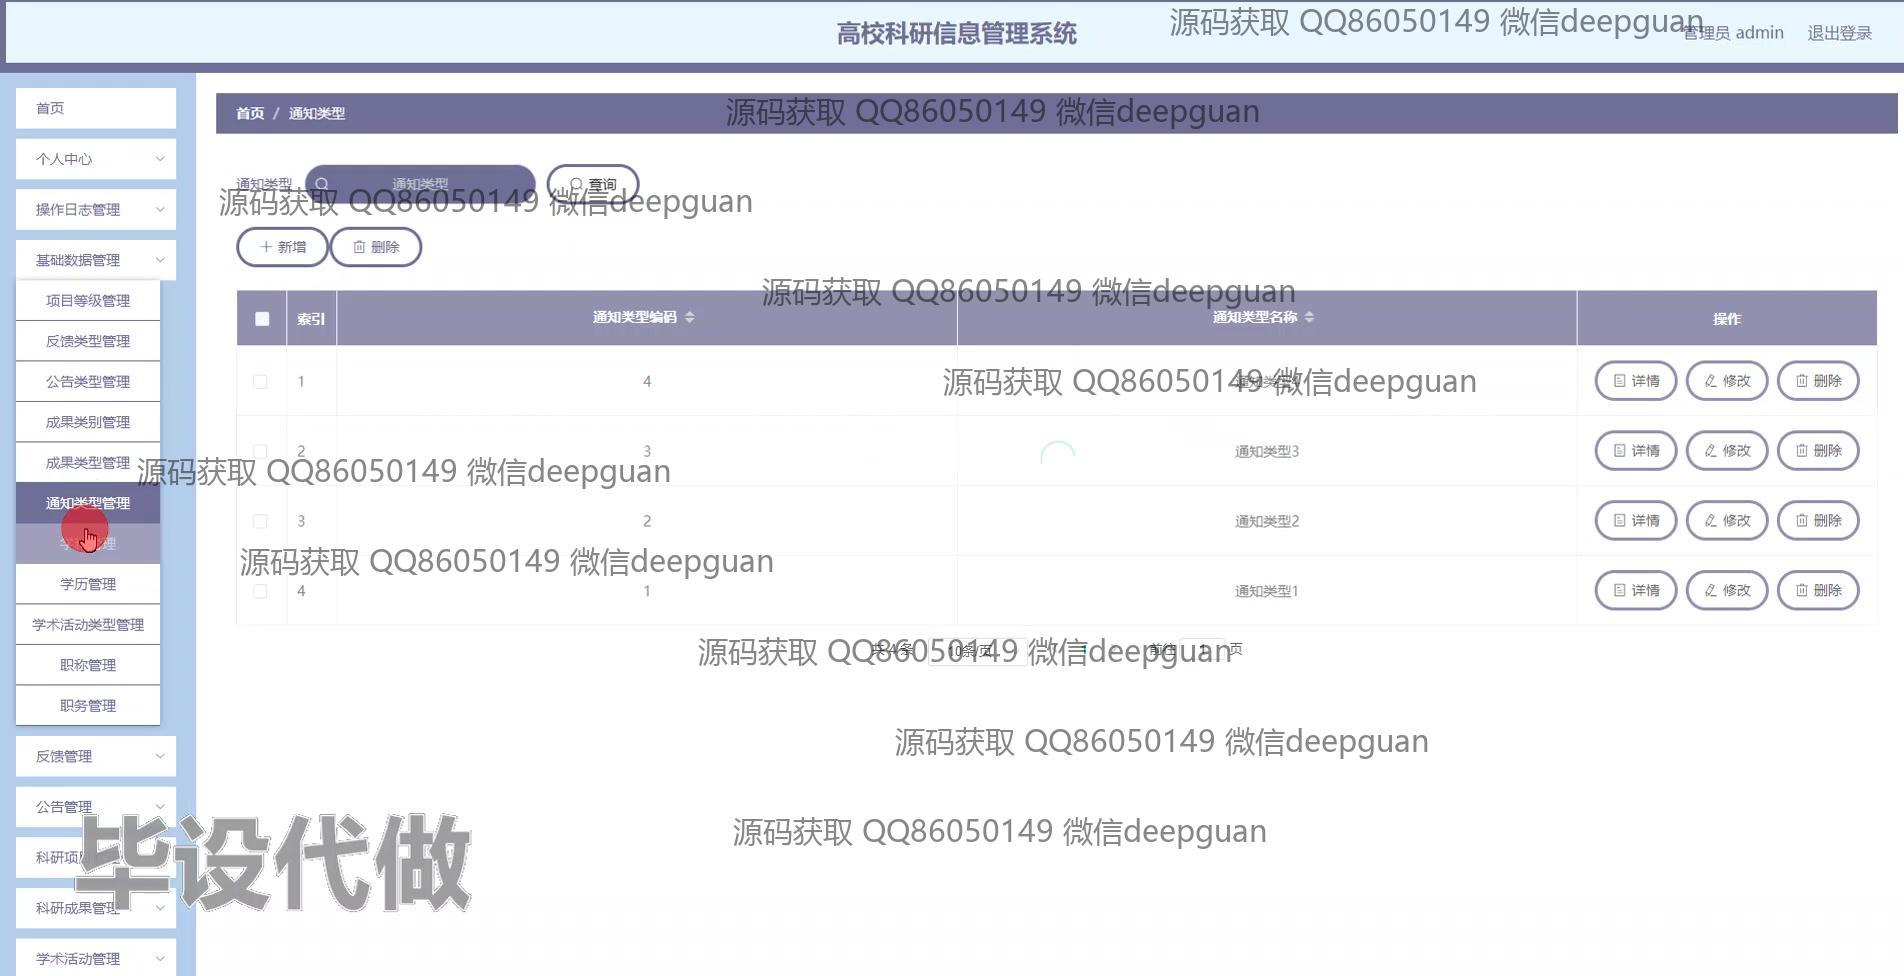 高校科研信息管理系统
源码获取 QQ86050149 微信deepguan
管理员 admin
退出登录
首页
个人中心
操作日志管理
基础数据管理
项目等级管理
反馈类型管理
公告类型管理
成果类别管理
成果类型管理
通知类型管理
学历管理
学术活动类型管理
职称管理
职务管理
反馈管理
公告管理
科研项
科研成果管理
学术活动管理
首页 / 通知类型
源码获取 QQ86050149 微信deepguan
通知类型
通知类型
查询
源码获取 QQ86050149 微信deepguan
新增
删除
源码获取 QQ86050149 微信deepguan
索引 通知类型编码 通知类型名称 操作
1 4 通知类型4 详情 修改 删除
源码获取 QQ86050149 微信deepguan
2 3 通知类型3 详情 修改 删除
源码获取 QQ86050149 微信deepguan
3 2 通知类型2 详情 修改 删除
源码获取 QQ86050149 微信deepguan
4 1 通知类型1 详情 修改 删除
共 4 条 10条/页 1 前往 1 页
源码获取 QQ86050149 微信deepguan
源码获取 QQ86050149 微信deepguan
源码获取 QQ86050149 微信deepguan
毕设代做